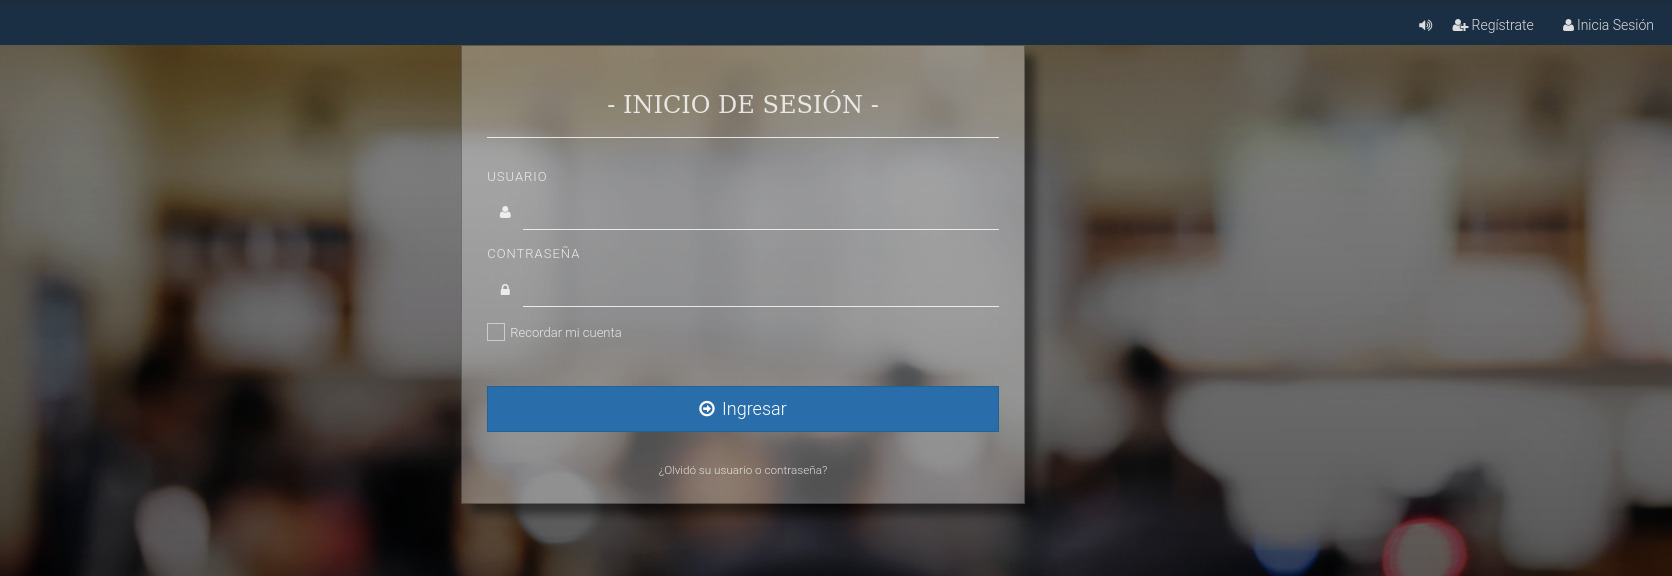 Regístrate
Inicia Sesión
- INICIO DE SESIÓN -
USUARIO
CONTRASEÑA
Recordar mi cuenta
Ingresar
¿Olvidó su usuario o contraseña?